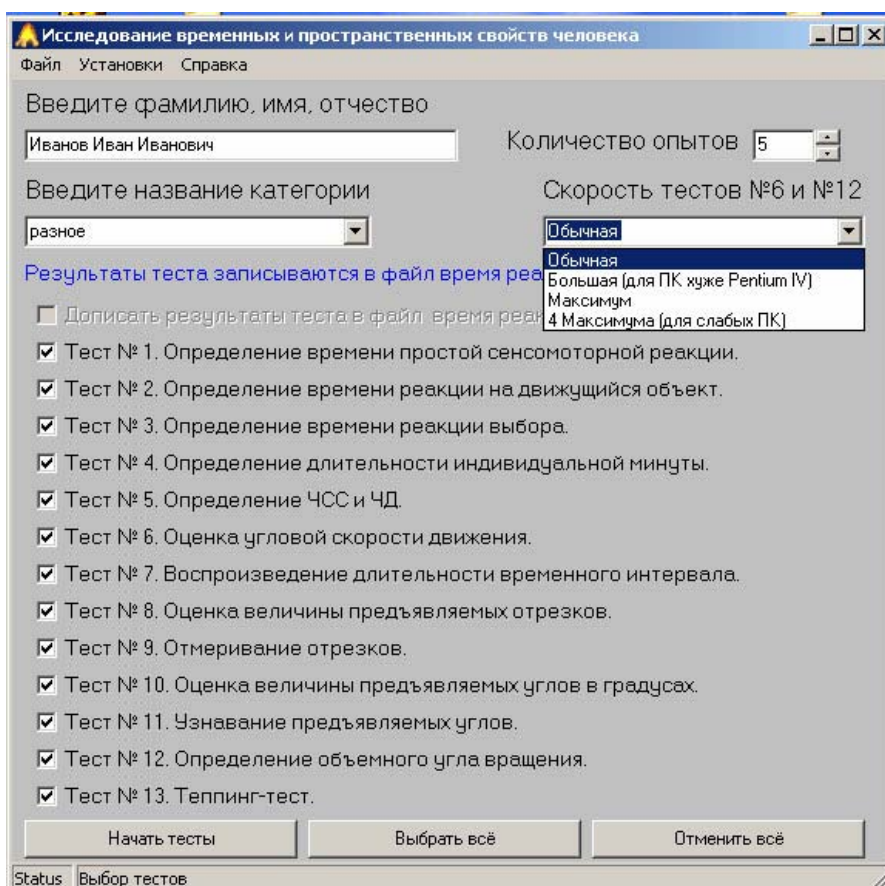 Исследование временных и пространственных свойств человека
Файл Установки Справка
Введите фамилию, имя, отчество
Иванов Иван Иванович
Количество опытов 5
Введите название категории
Скорость тестов №6 и №12
разное
Обычная
Обычная
Большая (для ПК хуже Pentium IV)
Максимум
4 Максимума (для слабых ПК)
Результаты теста записываются в файл время
Дописать результаты теста в файл время
Тест № 1. Определение времени простой сенсомоторной реакции.
Тест № 2. Определение времени реакции на движущийся объект.
Тест № 3. Определение времени реакции выбора.
Тест № 4. Определение длительности индивидуальной минуты.
Тест № 5. Определение ЧСС и ЧД.
Тест № 6. Оценка угловой скорости движения.
Тест № 7. Воспроизведение длительности временного интервала.
Тест № 8. Оценка величины предъявляемых отрезков.
Тест № 9. Отмеривание отрезков.
Тест № 10. Оценка величины предъявляемых углов в градусах.
Тест № 11. Узнавание предъявляемых углов.
Тест № 12. Определение объемного угла вращения.
Тест № 13. Теппинг-тест.
Начать тесты Выбрать всё Отменить всё
Status Выбор тестов